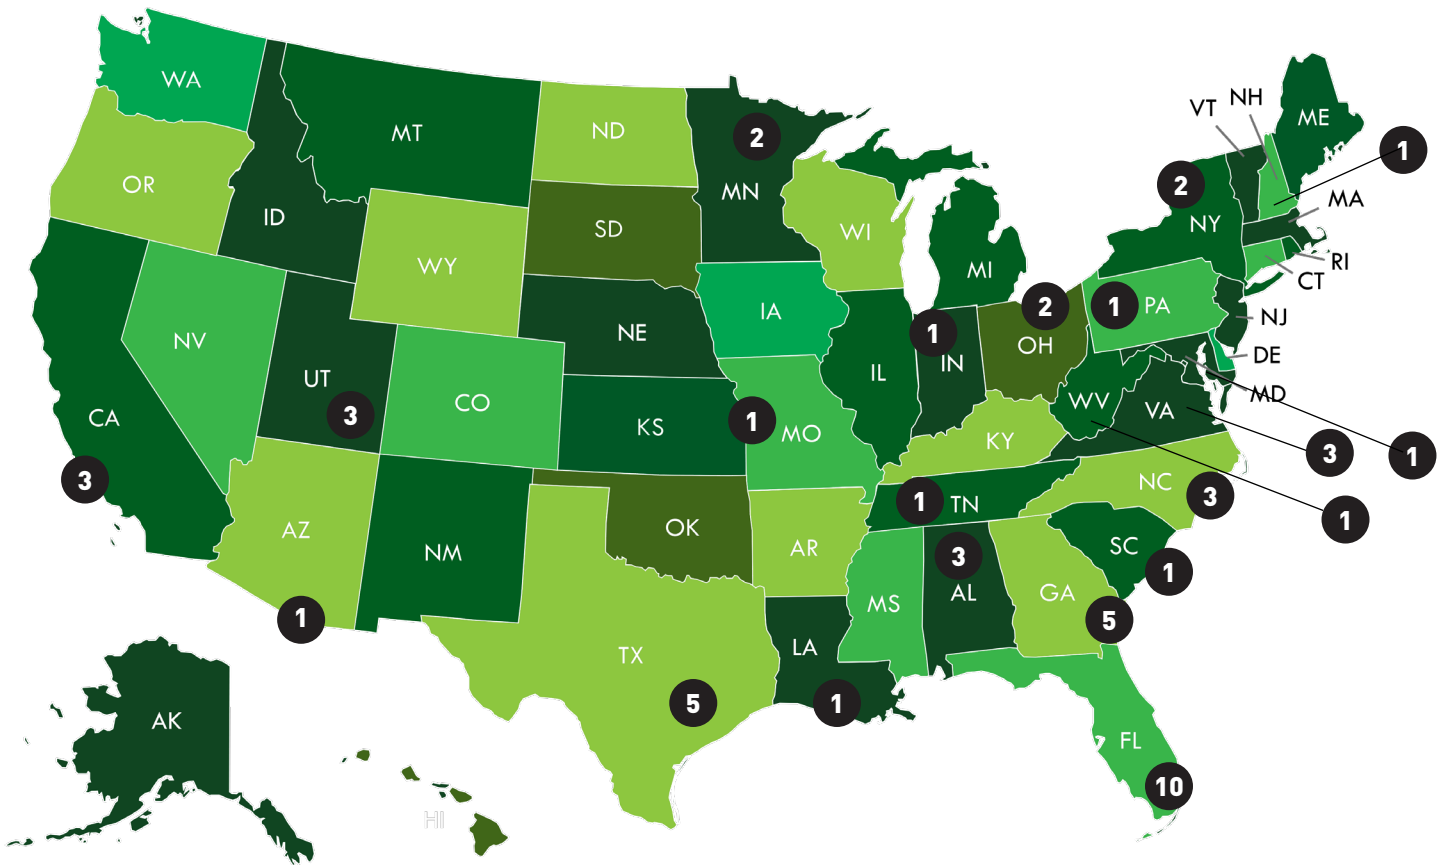 WA
MT
ND
2
MN
OR
ID
SD
WI
MI
WY
NV
UT
3
CO
NE
IA
KS
1
MO
IL
1
IN
2
OH
1
PA
VT
NH
ME
1
2
NY
MA
RI
CT
NJ
DE
MD
WV
VA
3
1
1
CA
3
KY
NC
3
1
TN
AZ
1
NM
OK
AR
SC
1
MS
3
AL
GA
5
TX
5
LA
1
FL
10
AK
HI